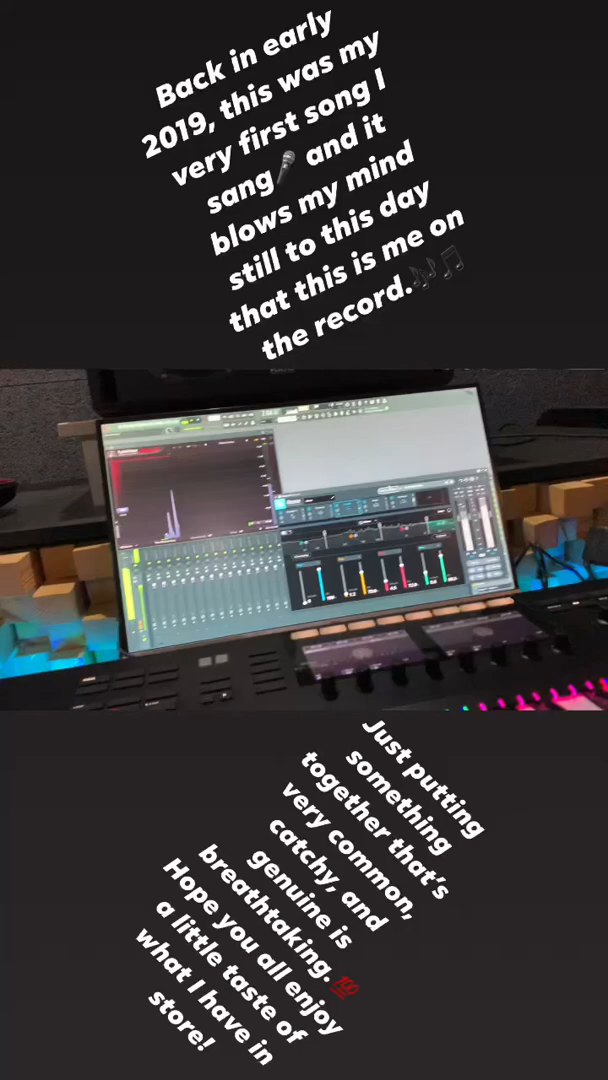 Back in early
2019, this was my
very first song I
sang🎤 and it
blows my mind
still to this day
that this is me on
the record.🎶🎵
Just putting
something
together that's
very common,
catchy, and
genuine is
breathtaking. 💯
Hope you all enjoy
a little taste of
what I have in
store!